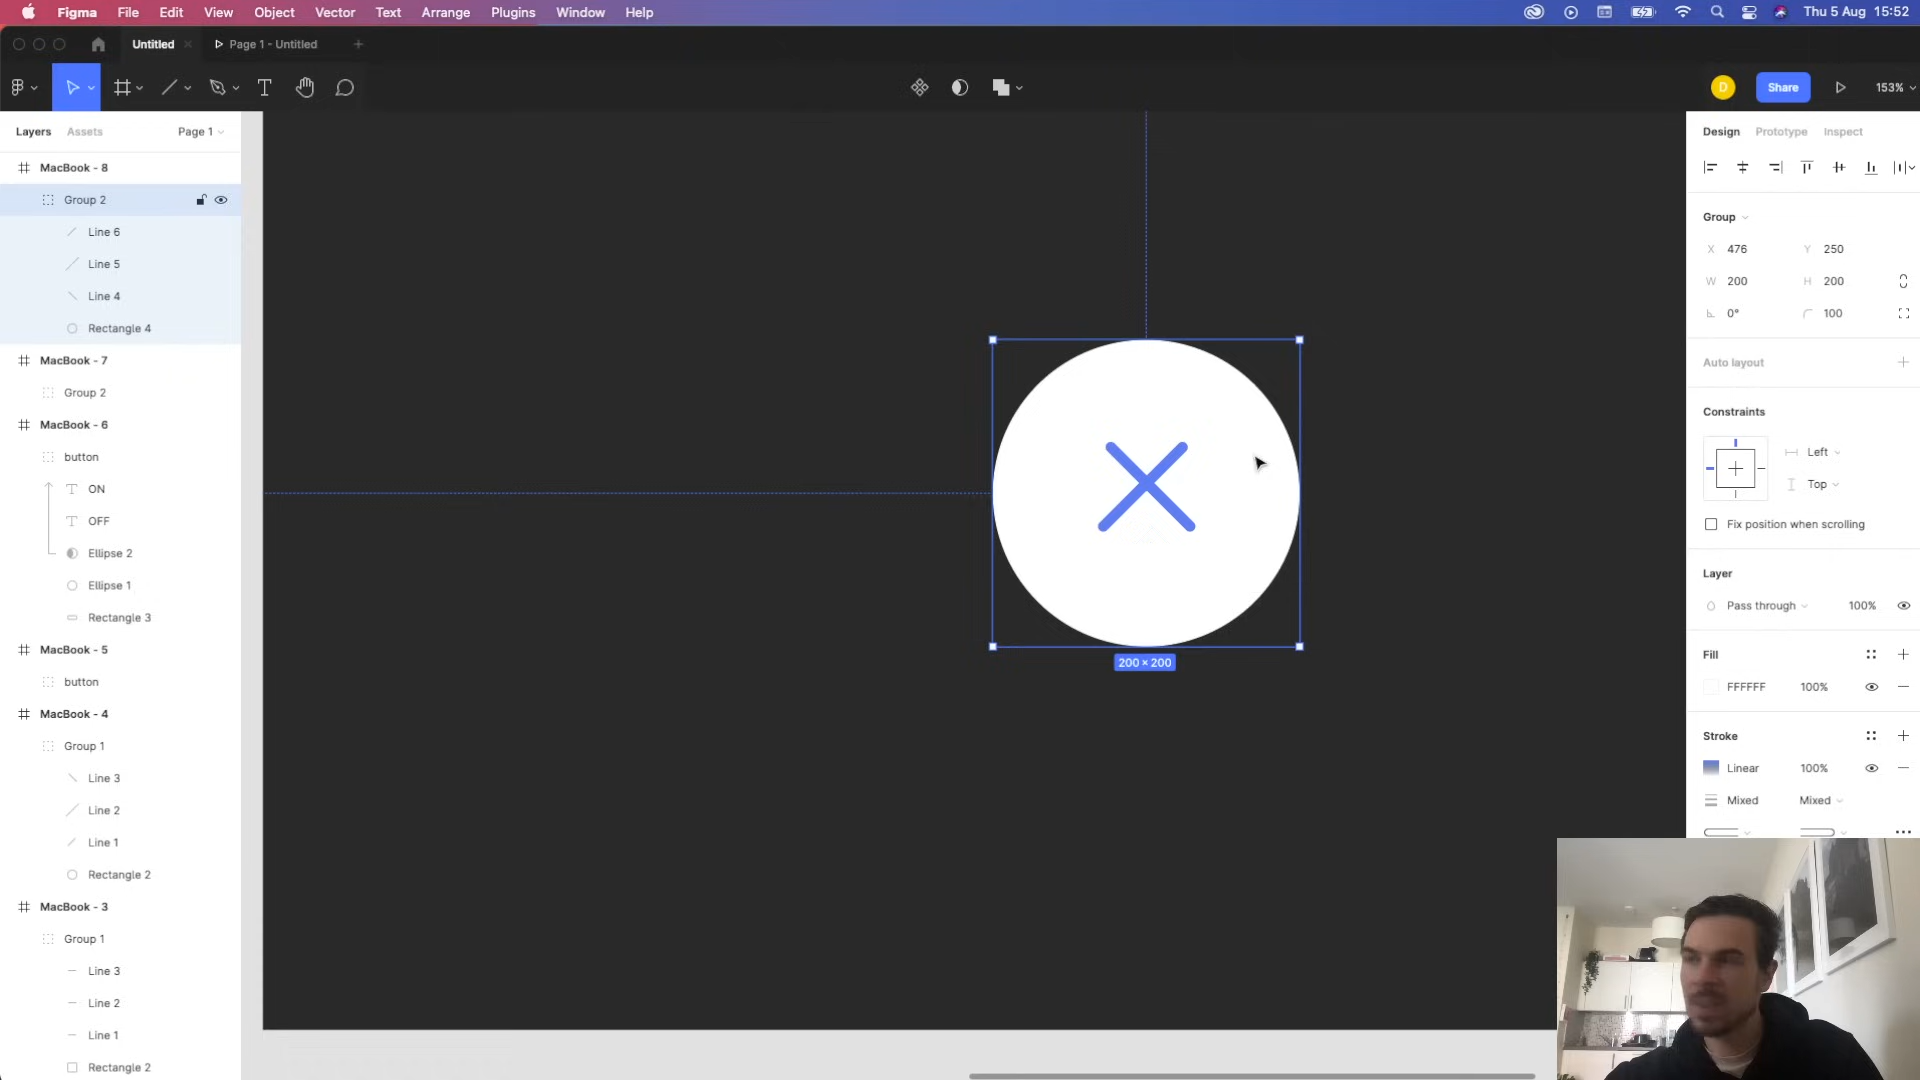 Figma File Edit View Object Vector Text Arrange Plugins Window Help Thu 5 Aug 15:52
Untitled Page 1 - Untitled
D Share 153%
Layers Assets Page 1
MacBook - 8
Group 2
Line 6
Line 5
Line 4
Rectangle 4
MacBook - 7
Group 2
MacBook - 6
button
ON
OFF
Ellipse 2
Ellipse 1
Rectangle 3
MacBook - 5
button
MacBook - 4
Group 1
Line 3
Line 2
Line 1
Rectangle 2
MacBook - 3
Group 1
Line 3
Line 2
Line 1
Rectangle 2
200 × 200
Design Prototype Inspect
Group
X 476 Y 250
W 200 H 200
0° 100
Auto layout
Constraints
Left
Top
Fix position when scrolling
Layer
Pass through 100%
Fill
FFFFFF 100%
Stroke
Linear 100%
Mixed Mixed